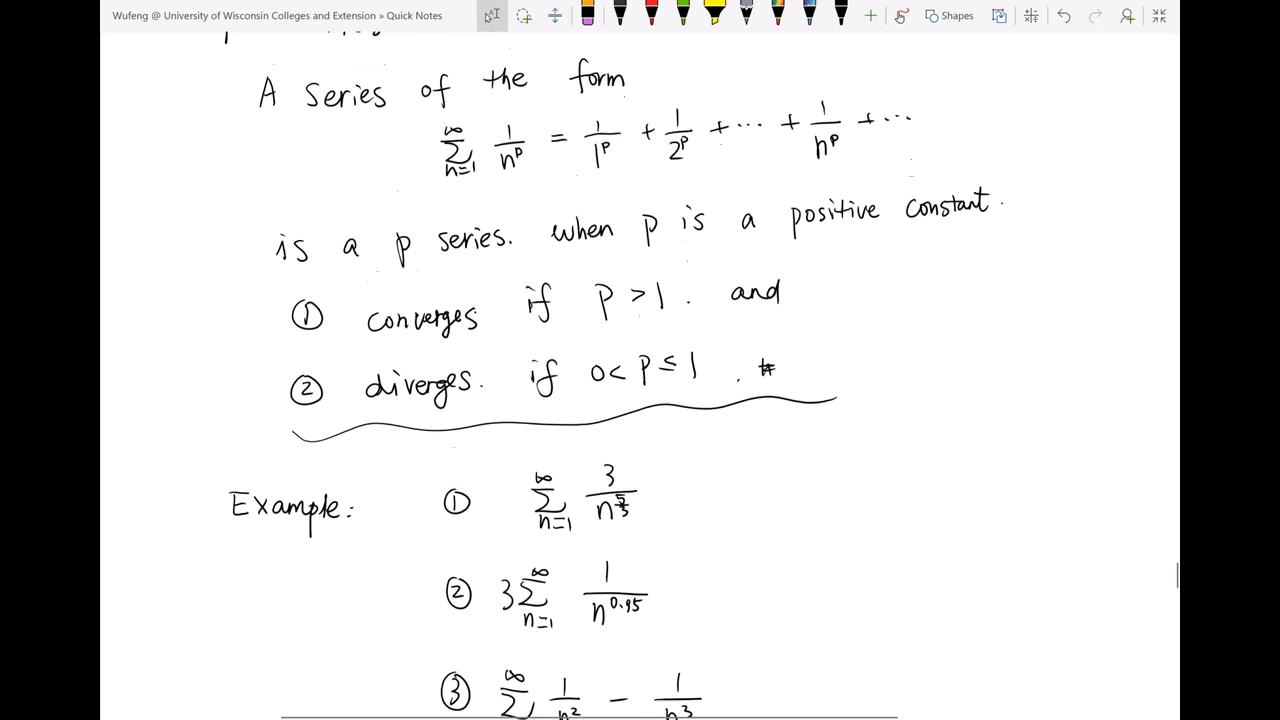 Wufeng @ University of Wisconsin Colleges and Extension » Quick Notes
Shapes
A series of the form
∞∑n=1 1/n^p = 1/1^p + 1/2^p + ... + 1/n^p + ...
is a p series. when p is a positive constant.
① converges if p > 1. and
② diverges. if 0 < p ≤ 1.
Example: ① ∞∑n=1 3/n^(5/3)
② 3 ∞∑n=1 1/n^0.95
③ ∞∑ 1/n^2 - 1/n^3